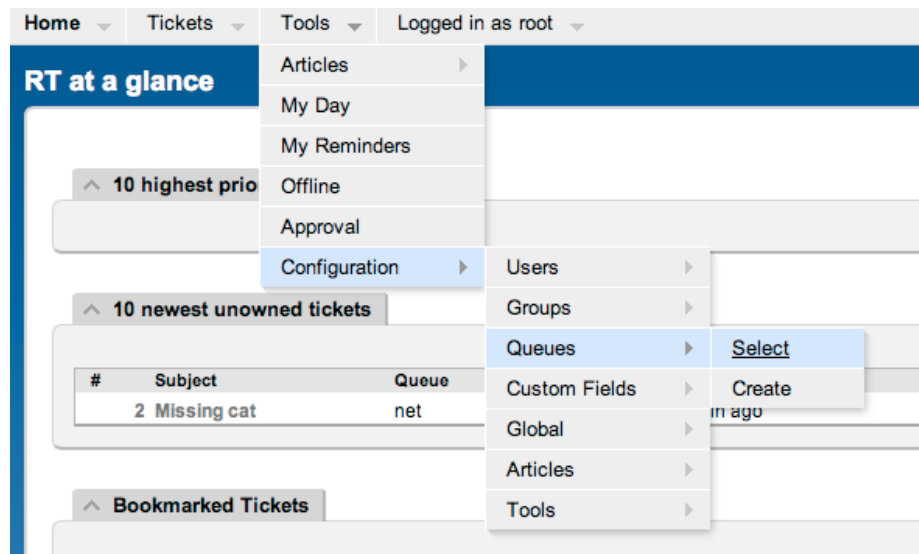 Home Tickets Tools Logged in as root
RT at a glance
Articles
My Day
My Reminders
10 highest prio Offline
Approval
Configuration Users
10 newest unowned tickets Groups
Queues Select
# Subject Queue Custom Fields Create
2 Missing cat net in ago
Global
Articles
Bookmarked Tickets Tools